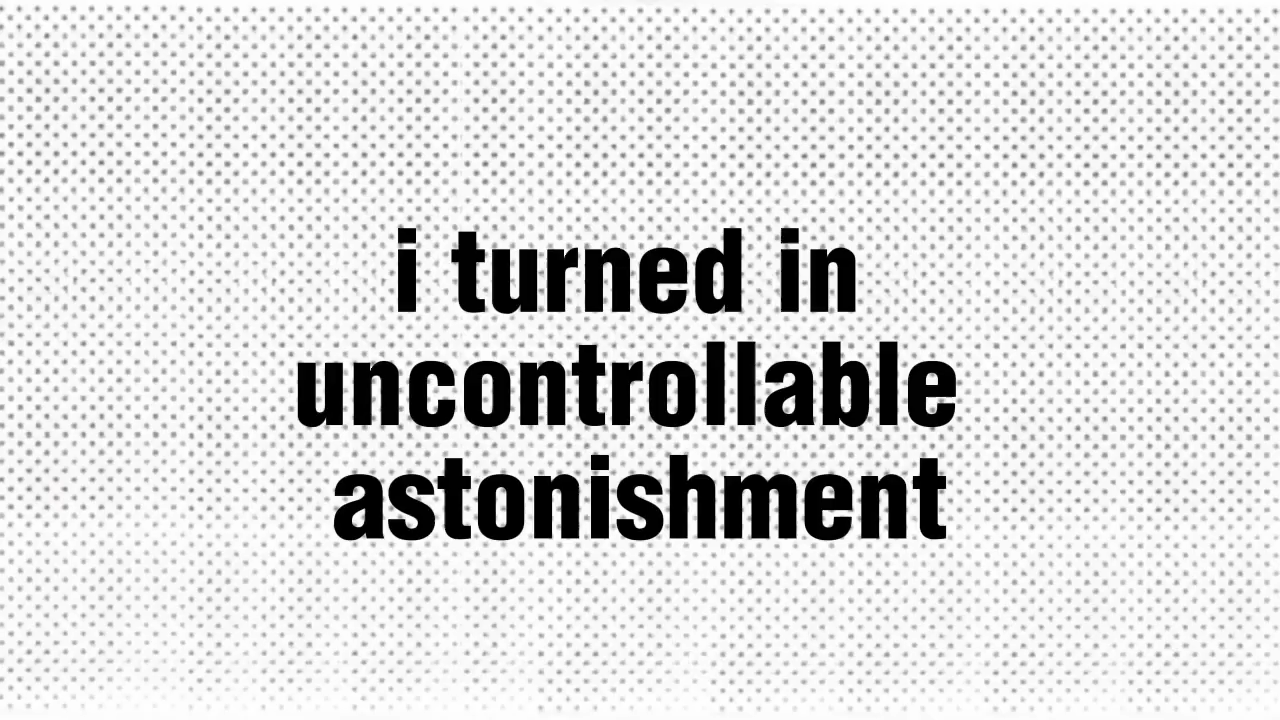 i turned in
uncontrollable
astonishment